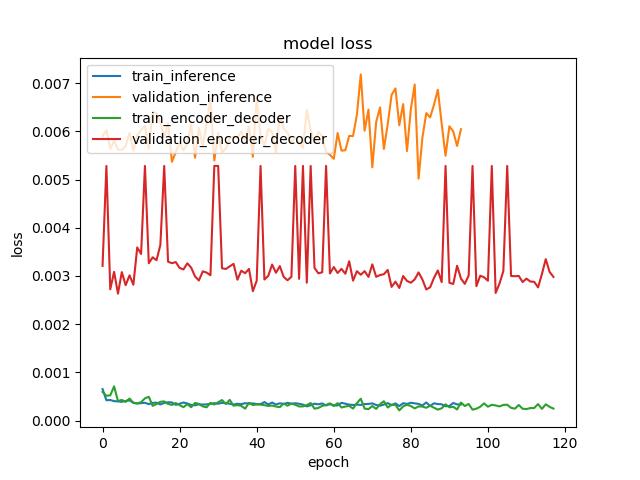 model loss
train_inference
validation_inference
train_encoder_decoder
validation_encoder_decoder
loss
0.007
0.006
0.005
0.004
0.003
0.002
0.001
0.000
0 20 40 60 80 100 120
epoch